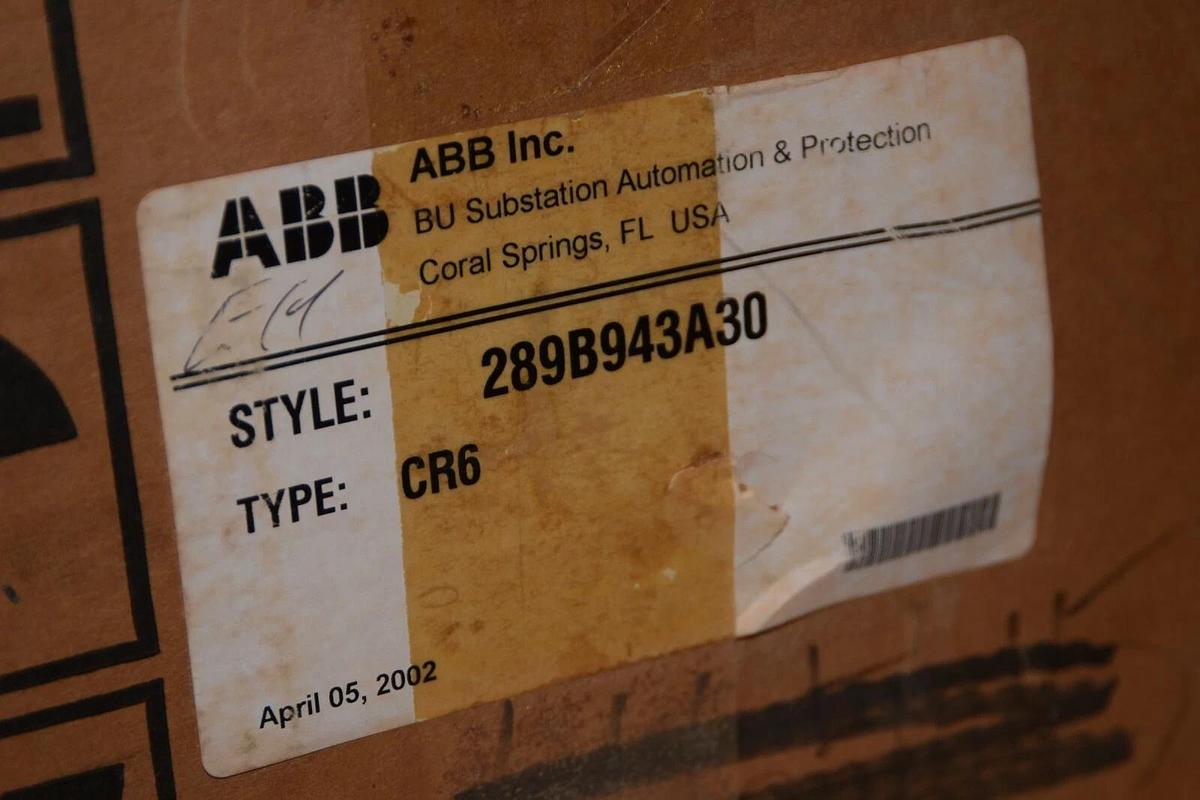 ABB
ABB Inc.
BU Substation Automation & Protection
Coral Springs, FL USA
STYLE: 289B943A30
TYPE: CR6
April 05, 2002